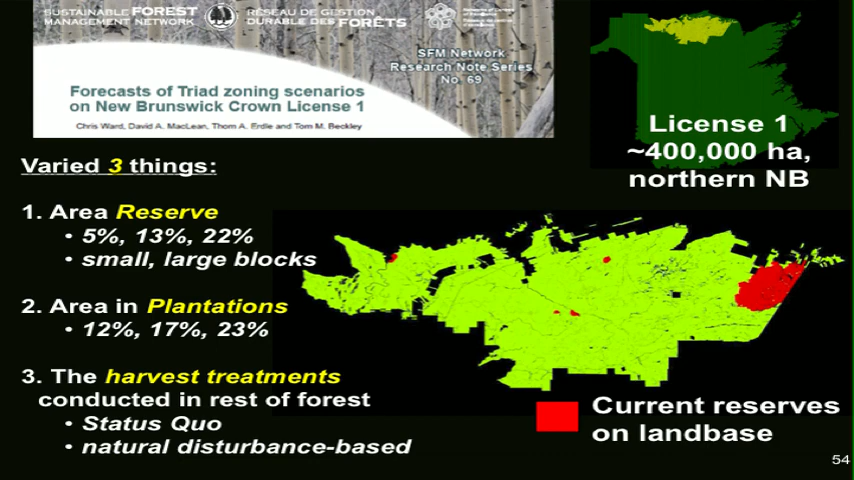 SUSTAINABLE FOREST
MANAGEMENT NETWORK
RÉSEAU DE GESTION
DURABLE DES FORÊTS
SFM Network
Research Note Series
No. 69
Forecasts of Triad zoning scenarios
on New Brunswick Crown License 1
Chris Ward, David A. MacLean, Thom A. Erdle and Tom M. Beckley
License 1
~400,000 ha,
northern NB
Varied 3 things:
1. Area Reserve
• 5%, 13%, 22%
• small, large blocks
2. Area in Plantations
• 12%, 17%, 23%
3. The harvest treatments
conducted in rest of forest
• Status Quo
• natural disturbance-based
Current reserves
on landbase
54